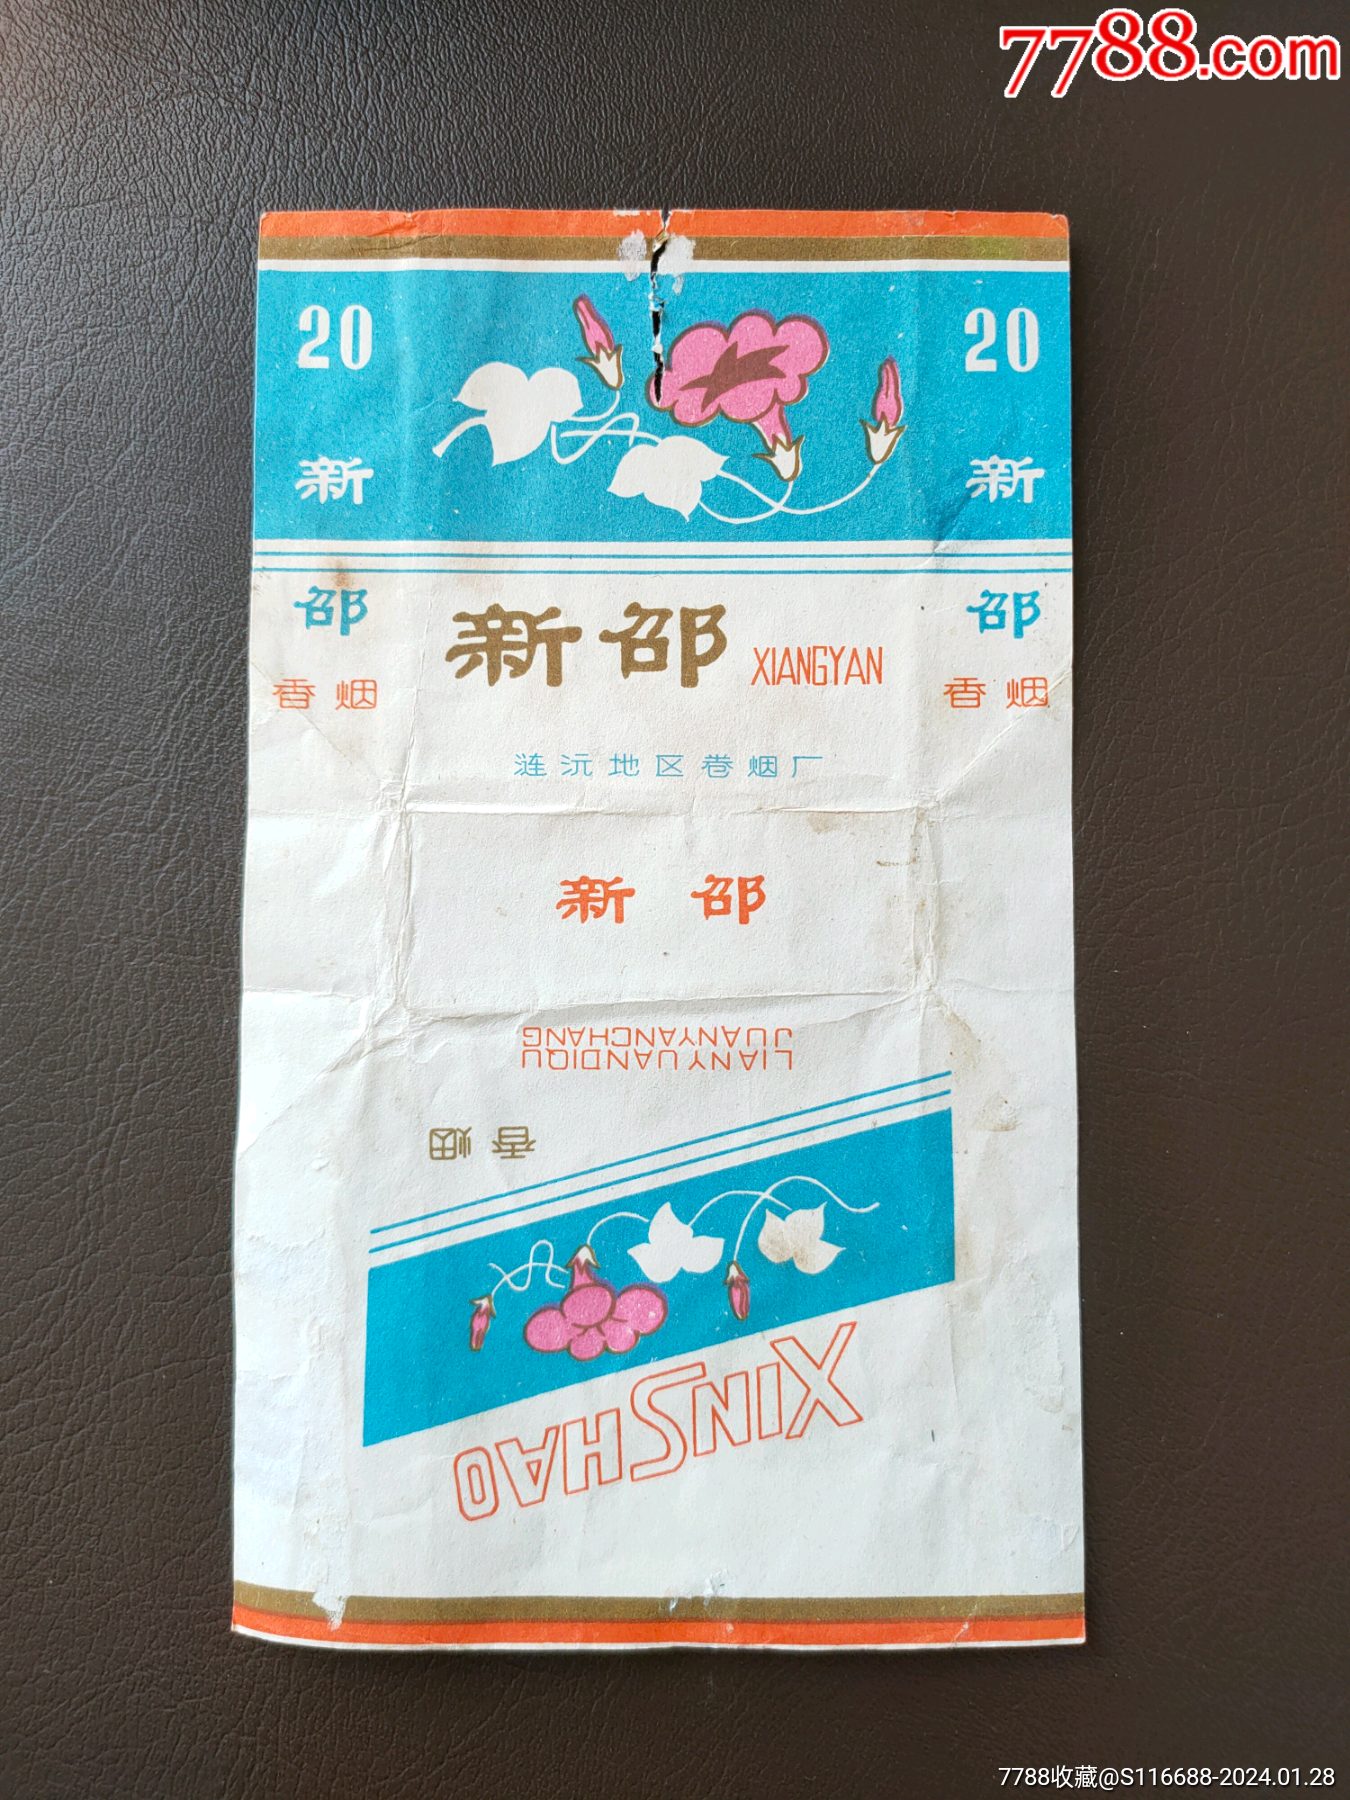 7788.com
20
20
新
新
邵
新邵 XIANGYAN
邵
香烟
香烟
涟沅地区卷烟厂
新邵
LIANYUANDIQU
JUANYANCHANG
香烟
XINSHAO
7788收藏@S116688-2024.01.28